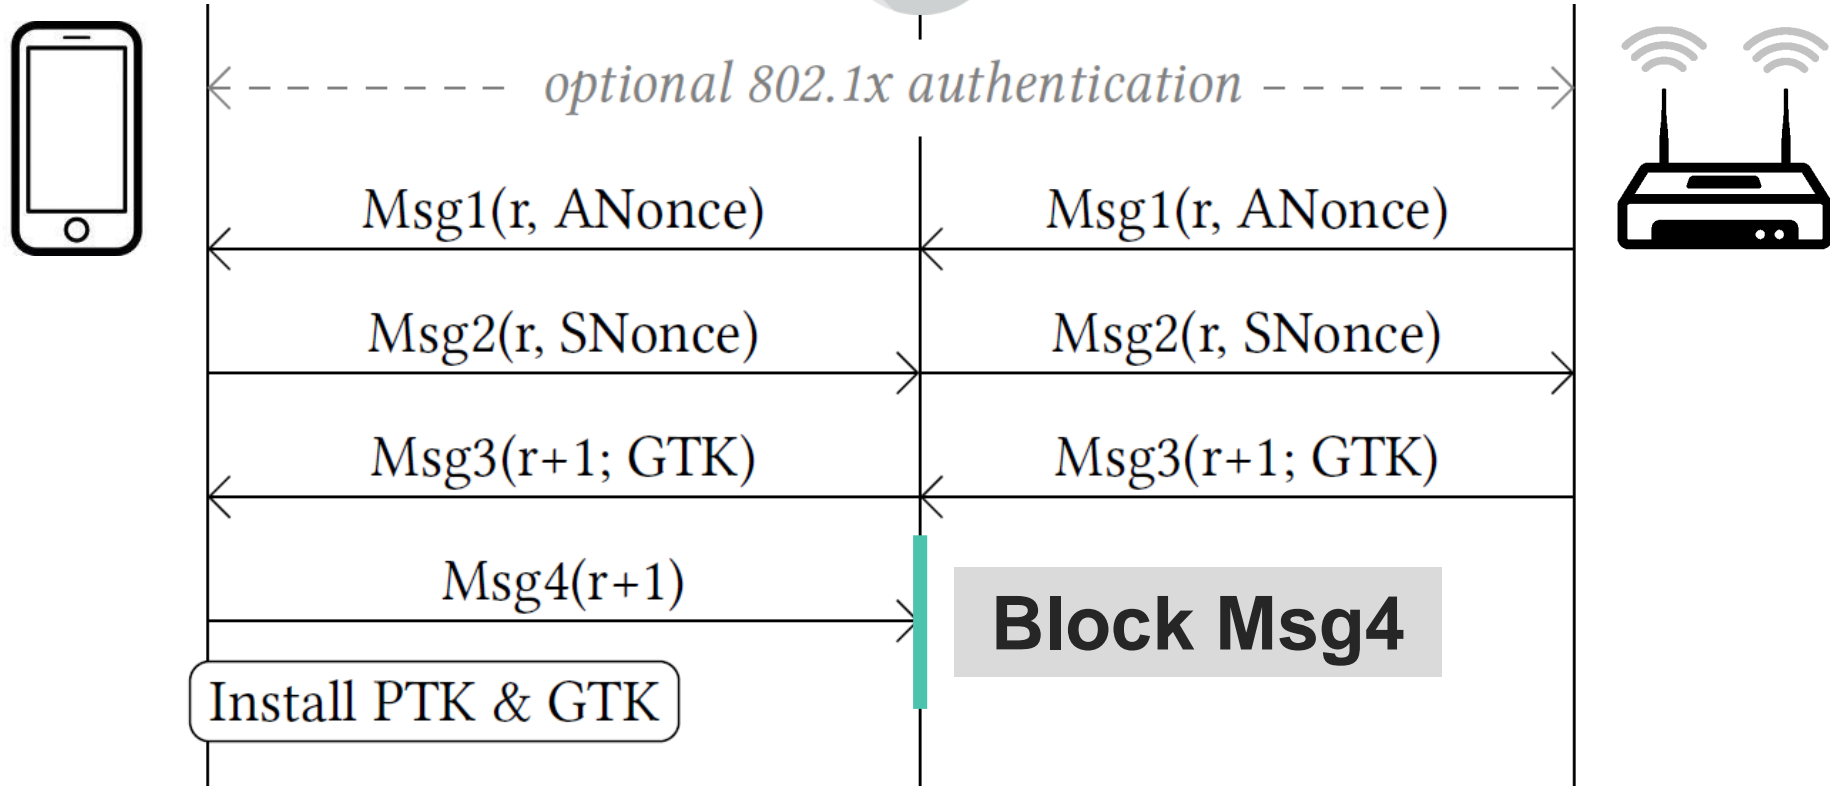 optional 802.1x authentication
Msg1(r, ANonce)
Msg1(r, ANonce)
Msg2(r, SNonce)
Msg2(r, SNonce)
Msg3(r+1; GTK)
Msg3(r+1; GTK)
Msg4(r+1)
Block Msg4
Install PTK & GTK